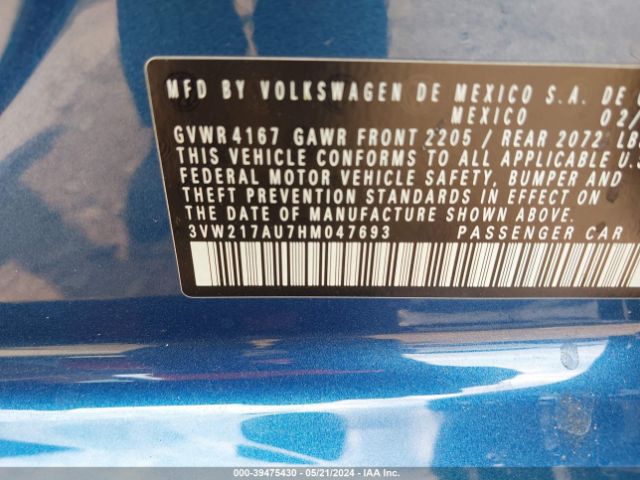 MFD BY VOLKSWAGEN DE MEXICO S.A. DE
MEXICO 02/
GVWR 4167 GAWR FRONT 2205 / REAR 2072 LB
THIS VEHICLE CONFORMS TO ALL APPLICABLE U.S
FEDERAL MOTOR VEHICLE SAFETY, BUMPER AND
THEFT PREVENTION STANDARDS IN EFFECT ON
THE DATE OF MANUFACTURE SHOWN ABOVE.
3VW217AU7HM047693 PASSENGER CAR
000-39475430 - 05/21/2024 - IAA Inc.